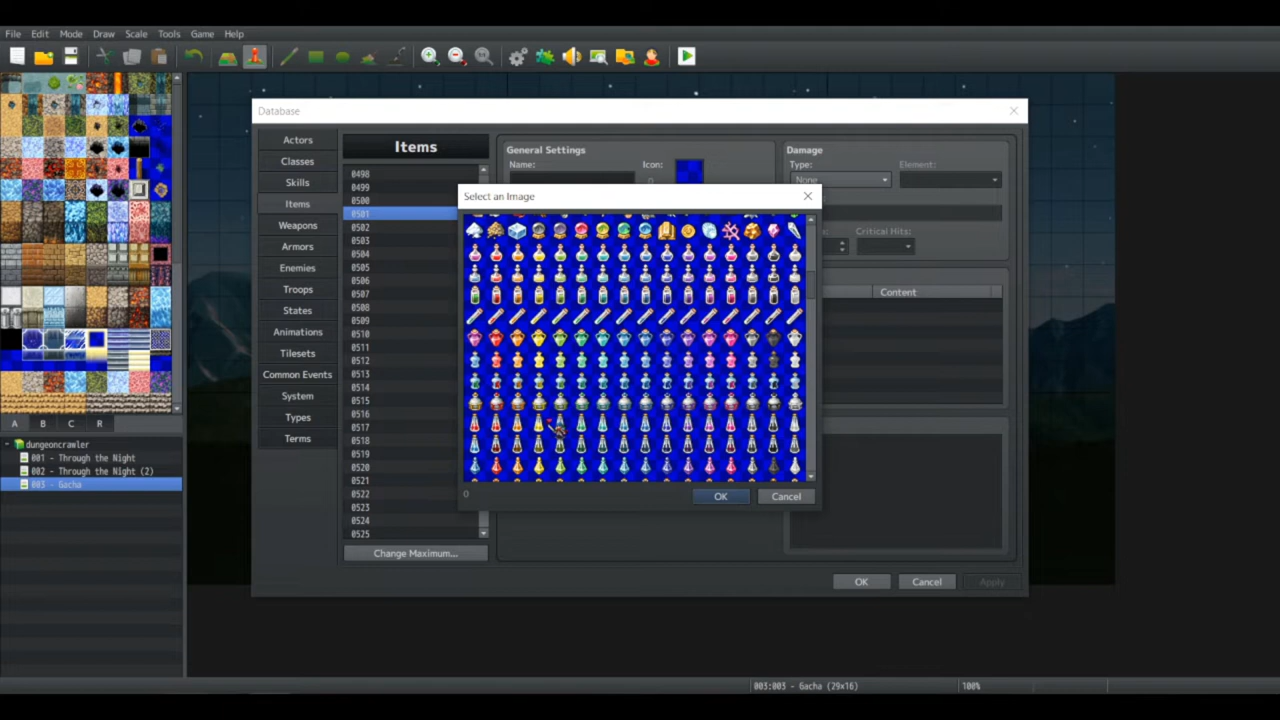 File Edit Mode Draw Scale Tools Game Help
Database
Actors
Classes
Skills
Items
Weapons
Armors
Enemies
Troops
States
Animations
Tilesets
Common Events
System
Types
Terms
Items
0498
0499
0500
0501
0502
0503
0504
0505
0506
0507
0508
0509
0510
0511
0512
0513
0514
0515
0516
0517
0518
0519
0520
0521
0522
0523
0524
0525
Change Maximum...
General Settings
Name: Icon:
Damage
Type: Element:
None
Critical Hits:
Content
Select an Image
0
OK Cancel
OK Cancel Apply
A B C R
dungeoncrawler
001 - Through the Night
002 - Through the Night (2)
003 - Gacha
003:003 - Gacha (29x16) 100%